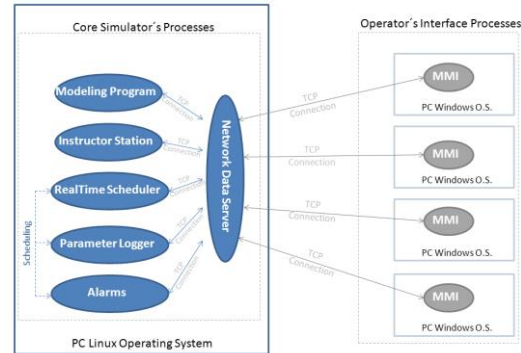 Core Simulator´s Processes
Operator´s Interface Processes
Modeling Program
Instructor Station
RealTime Scheduler
Parameter Logger
Alarms
Scheduling
TCP
Connection
TCP
Connection
TCP
Connection
TCP
Connection
TCP
Connection
Network Data
Server
TCP
Connection
TCP
Connection
TCP
Connection
TCP
Connection
MMI
PC Windows O.S.
MMI
PC Windows O.S.
MMI
PC Windows O.S.
MMI
PC Windows O.S.
PC Linux Operating System